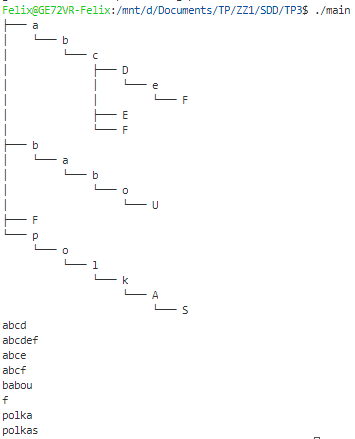 Felix@GE72VR-Felix:/mnt/d/Documents/TP/ZZ1/SDD/TP3$ ./main
├── a
│   └── b
│       └── c
│           ├── D
│           │   └── e
│           │       └── F
│           ├── E
│           └── F
├── b
│   └── a
│       └── b
│           └── o
│               └── U
├── F
└── p
    └── o
        └── l
            └── k
                └── A
                    └── S
abcd
abcdef
abce
abcf
babou
f
polka
polkas